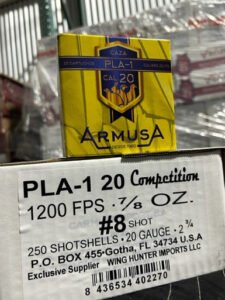 CAZA
PLA-1
CAL 20
ARMUSA
PLA-1 20 Competition
1200 FPS · 7/8 OZ.
#8 SHOT
250 SHOTSHELLS · 20 GAUGE · 2 3/4
P.O. BOX 455·Gotha, FL 34734 U.S.A
Exclusive Supplier WING HUNTER IMPORTS LLC
8 436534 402270